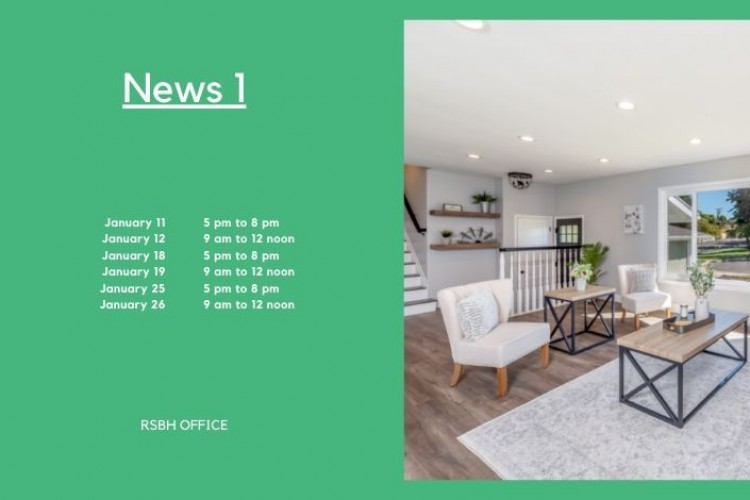 News 1
January 11 5 pm to 8 pm
January 12 9 am to 12 noon
January 18 5 pm to 8 pm
January 19 9 am to 12 noon
January 25 5 pm to 8 pm
January 26 9 am to 12 noon
RSBH OFFICE